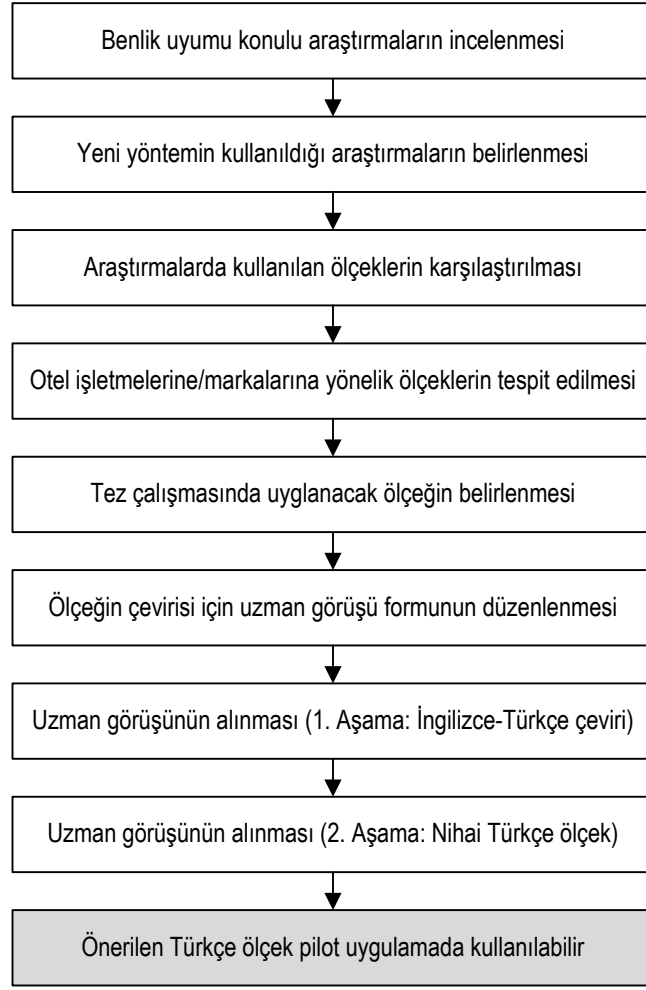 Benlik uyumu konulu araştırmaların incelenmesi
Yeni yöntemin kullanıldığı araştırmaların belirlenmesi
Araştırmalarda kullanılan ölçeklerin karşılaştırılması
Otel işletmelerine/markalarına yönelik ölçeklerin tespit edilmesi
Tez çalışmasında uyglanacak ölçeğin belirlenmesi
Ölçeğin çevirisi için uzman görüşü formunun düzenlenmesi
Uzman görüşünün alınması (1. Aşama: İngilizce-Türkçe çeviri)
Uzman görüşünün alınması (2. Aşama: Nihai Türkçe ölçek)
Önerilen Türkçe ölçek pilot uygulamada kullanılabilir